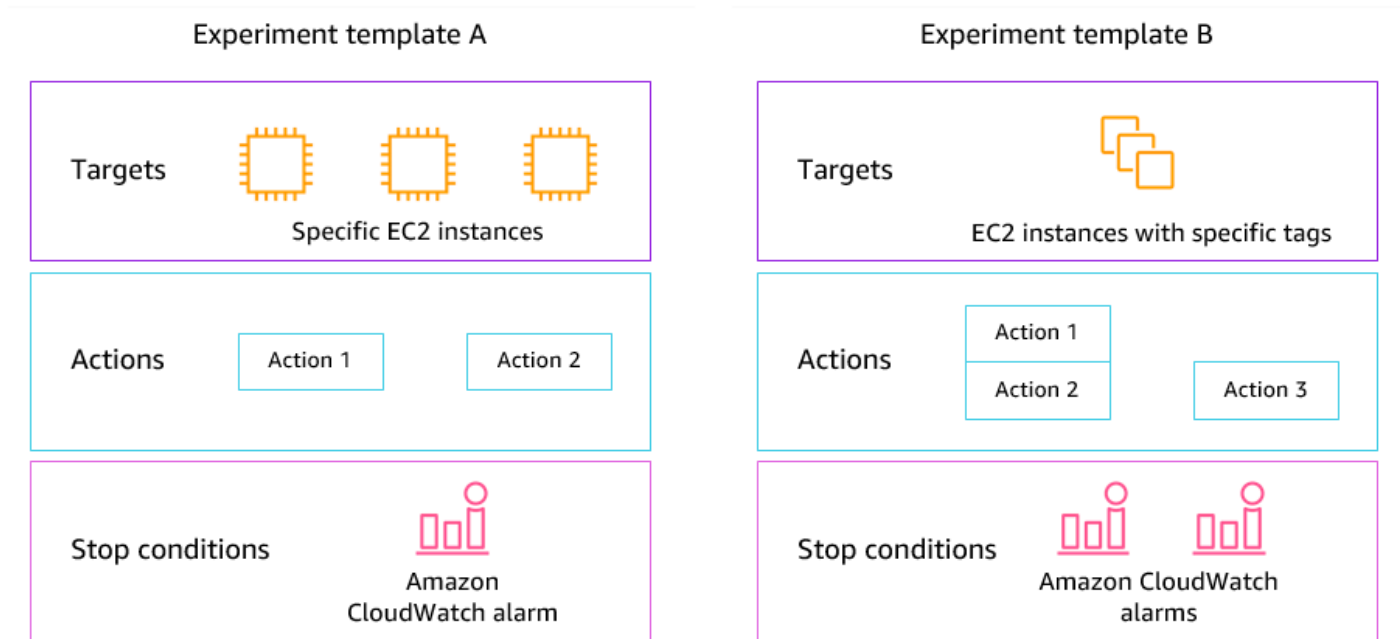 Experiment template A
Targets
Specific EC2 instances
Actions
Action 1
Action 2
Stop conditions
Amazon
CloudWatch alarm
Experiment template B
Targets
EC2 instances with specific tags
Actions
Action 1
Action 2
Action 3
Stop conditions
Amazon CloudWatch
alarms